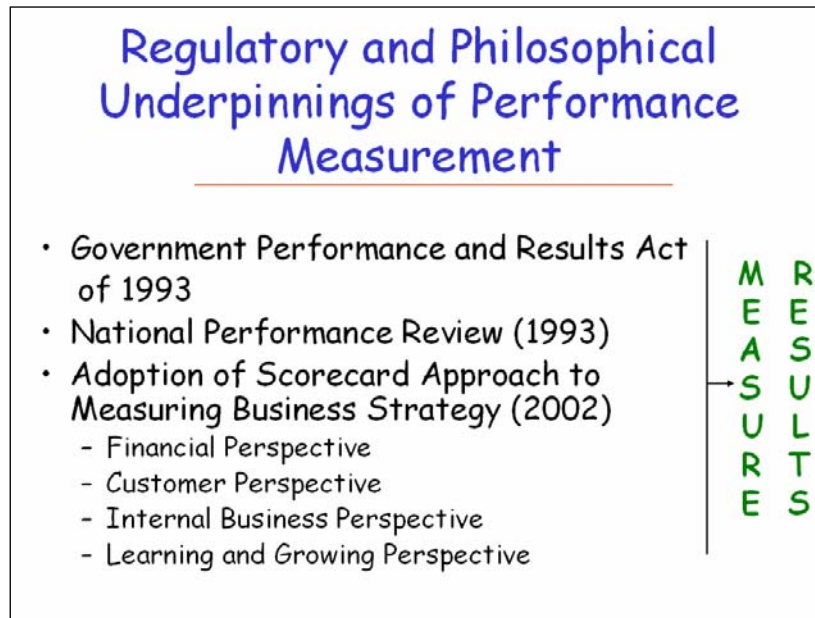 Regulatory and Philosophical
Underpinnings of Performance
Measurement
• Government Performance and Results Act
of 1993
• National Performance Review (1993)
• Adoption of Scorecard Approach to
Measuring Business Strategy (2002)
- Financial Perspective
- Customer Perspective
- Internal Business Perspective
- Learning and Growing Perspective
MEASURE
RESULTS